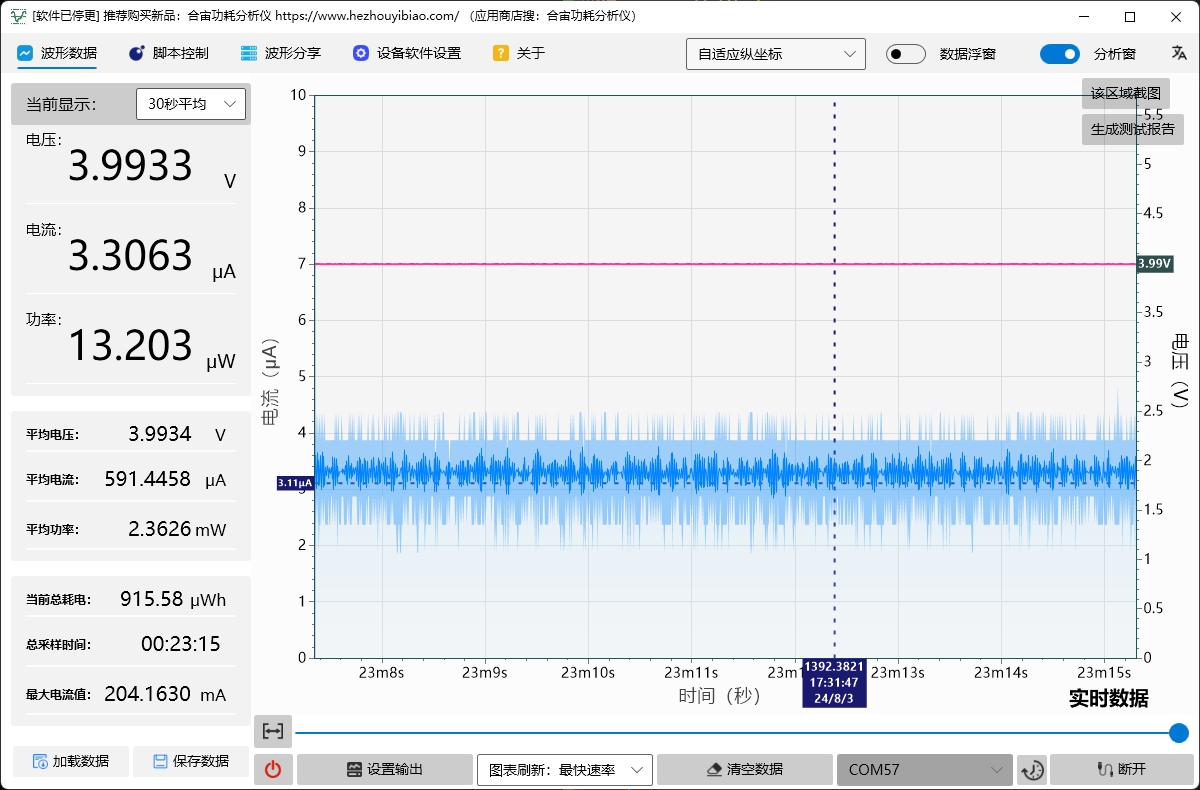 [软件已停更] 推荐购买新品：合宙功耗分析仪 https://www.hezhouyibiao.com/ （应用商店搜：合宙功耗分析仪）
波形数据 脚本控制 波形分享 设备软件设置 关于 自适应纵坐标 数据浮窗 分析窗
当前显示： 30秒平均
电压：
3.9933 V
电流：
3.3063 μA
功率：
13.203 μW
平均电压： 3.9934 V
平均电流： 591.4458 μA
平均功率： 2.3626 mW
当前总耗电： 915.58 μWh
总采样时间： 00:23:15
最大电流值： 204.1630 mA
加载数据 保存数据
该区域截图
生成测试报告
电流（μA）
10
9
8
7
6
5
4
3
2
1
0
3.11μA
5.5
5
4.5
3.99V
3.5
3
2.5
2
1.5
1
0.5
0
电压（V）
23m8s 23m9s 23m10s 23m11s 23m1 23m13s 23m14s 23m15s
1392.3821
17:31:47
24/8/3
时间（秒）
实时数据
设置输出 图表刷新：最快速率 清空数据 COM57 断开